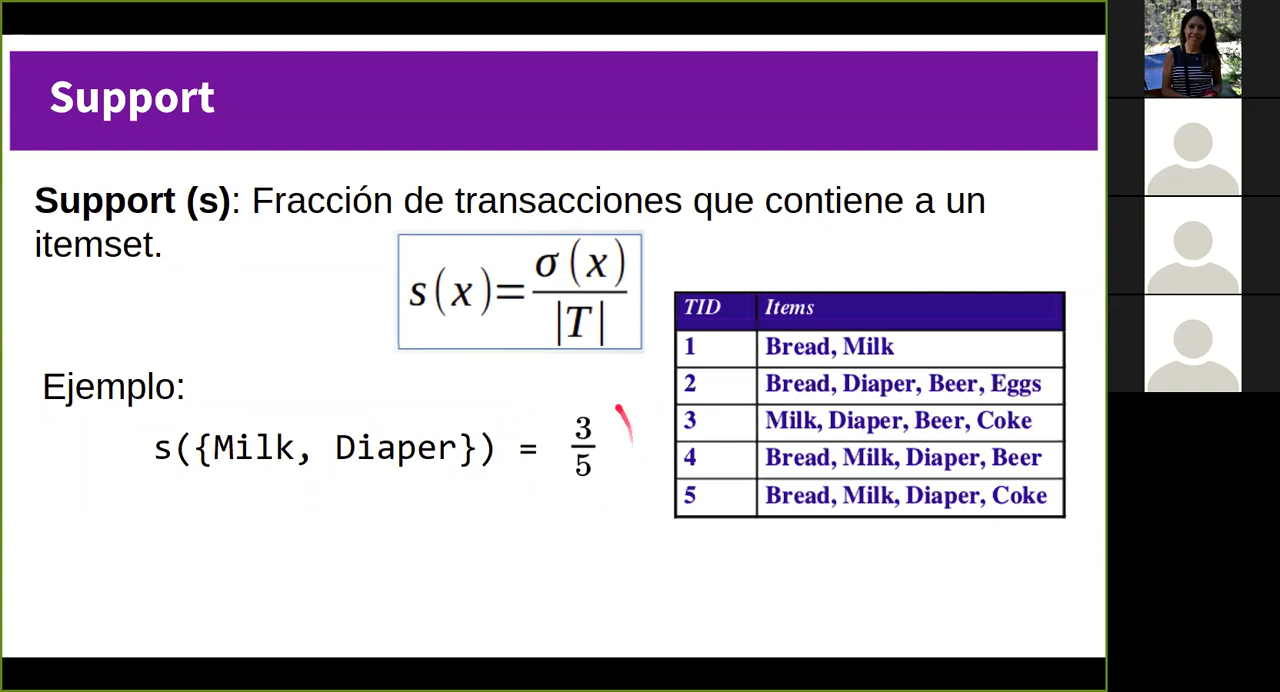 Support
Support (s): Fracción de transacciones que contiene a un
itemset.
s(x)=σ(x)/|T|
Ejemplo:
s({Milk, Diaper}) = 3/5
TID Items
1 Bread, Milk
2 Bread, Diaper, Beer, Eggs
3 Milk, Diaper, Beer, Coke
4 Bread, Milk, Diaper, Beer
5 Bread, Milk, Diaper, Coke